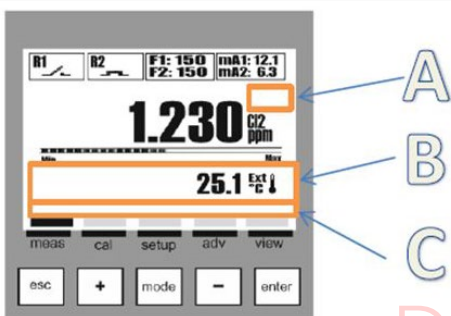 R1 R2 F1: 150 mA1: 12.1
F2: 150 mA2: 6.3
A
1.230 Cl2 ppm
Min Max
B
25.1 Ext °C
C
meas cal setup adv view
esc + mode - enter